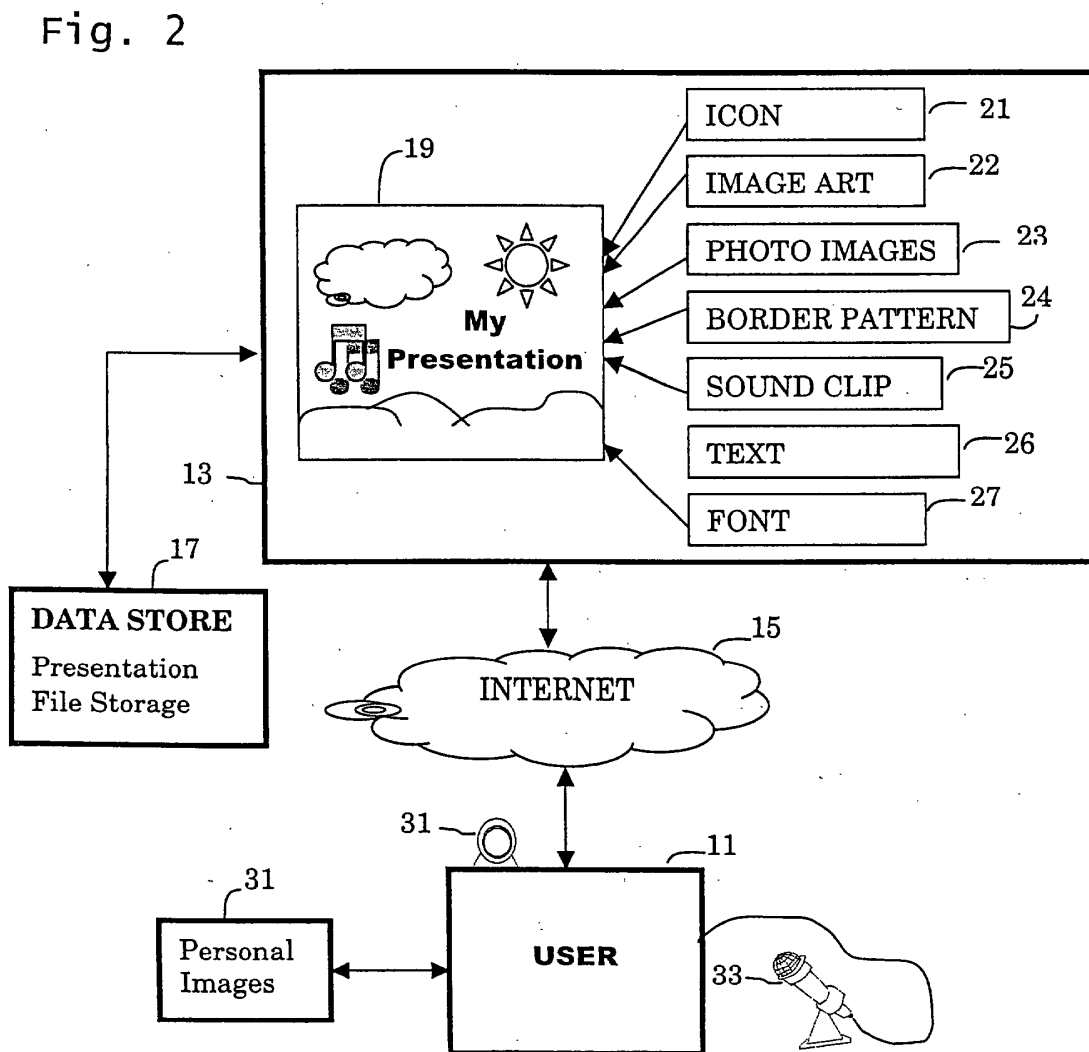 Fig. 2
19
My
Presentation
ICON
21
IMAGE ART
22
PHOTO IMAGES
23
BORDER PATTERN
24
SOUND CLIP
25
TEXT
26
FONT
27
13
17
DATA STORE
Presentation
File Storage
15
INTERNET
31
11
USER
31
Personal
Images
33